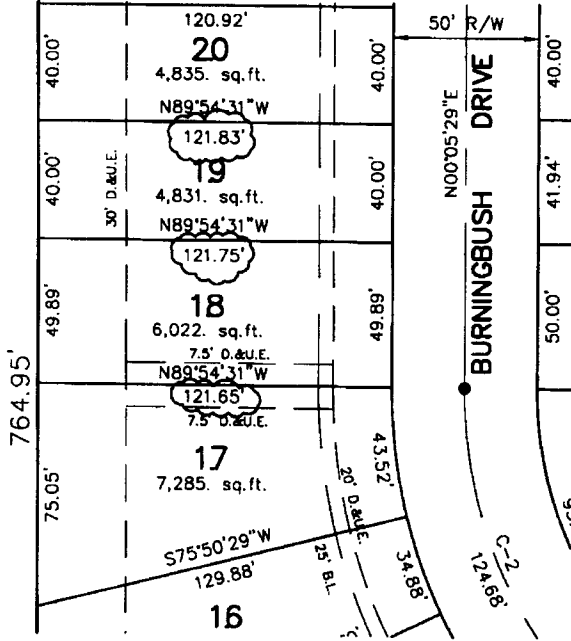 120.92'
20
4,835. sq.ft.
40.00'
40.00'
N89°54'31"W
121.83'
19
4,831. sq.ft.
40.00'
40.00'
30' D.&U.E.
N89°54'31"W
121.75'
18
6,022. sq.ft.
49.89'
49.89'
7.5' D.&U.E.
N89°54'31"W
121.65'
7.5' D.&U.E.
17
7,285. sq.ft.
764.95'
75.05'
43.52'
20' D.&U.E.
S75°50'29"W
129.88'
25' B.L.
34.88'
16
50' R/W
N00°05'29"E
BURNINGBUSH DRIVE
40.00'
41.94'
50.00'
C-2
124.68'